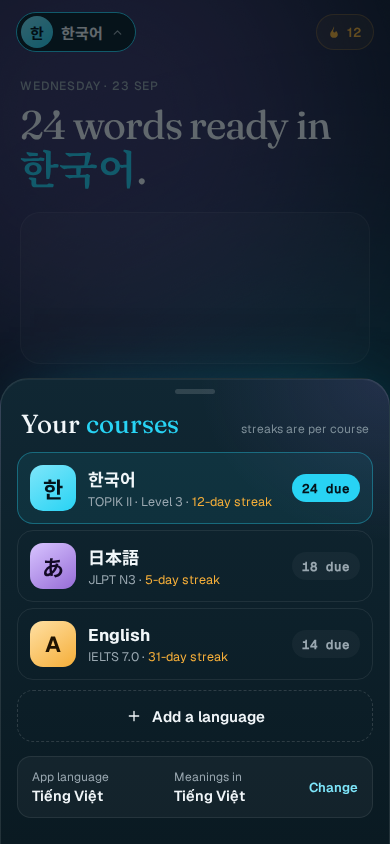 한 한국어 12
WEDNESDAY · 23 SEP
24 words ready in
한국어.
Your courses
streaks are per course
한 한국어
TOPIK II · Level 3 · 12-day streak
24 due
あ 日本語
JLPT N3 · 5-day streak
18 due
A English
IELTS 7.0 · 31-day streak
14 due
+ Add a language
App language
Tiếng Việt
Meanings in
Tiếng Việt
Change